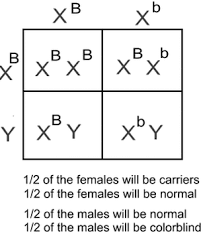 X^B X^b
X^B X^B X^B X^B X^b
Y X^B Y X^b Y
1/2 of the females will be carriers
1/2 of the females will be normal
1/2 of the males will be normal
1/2 of the males will be colorblind